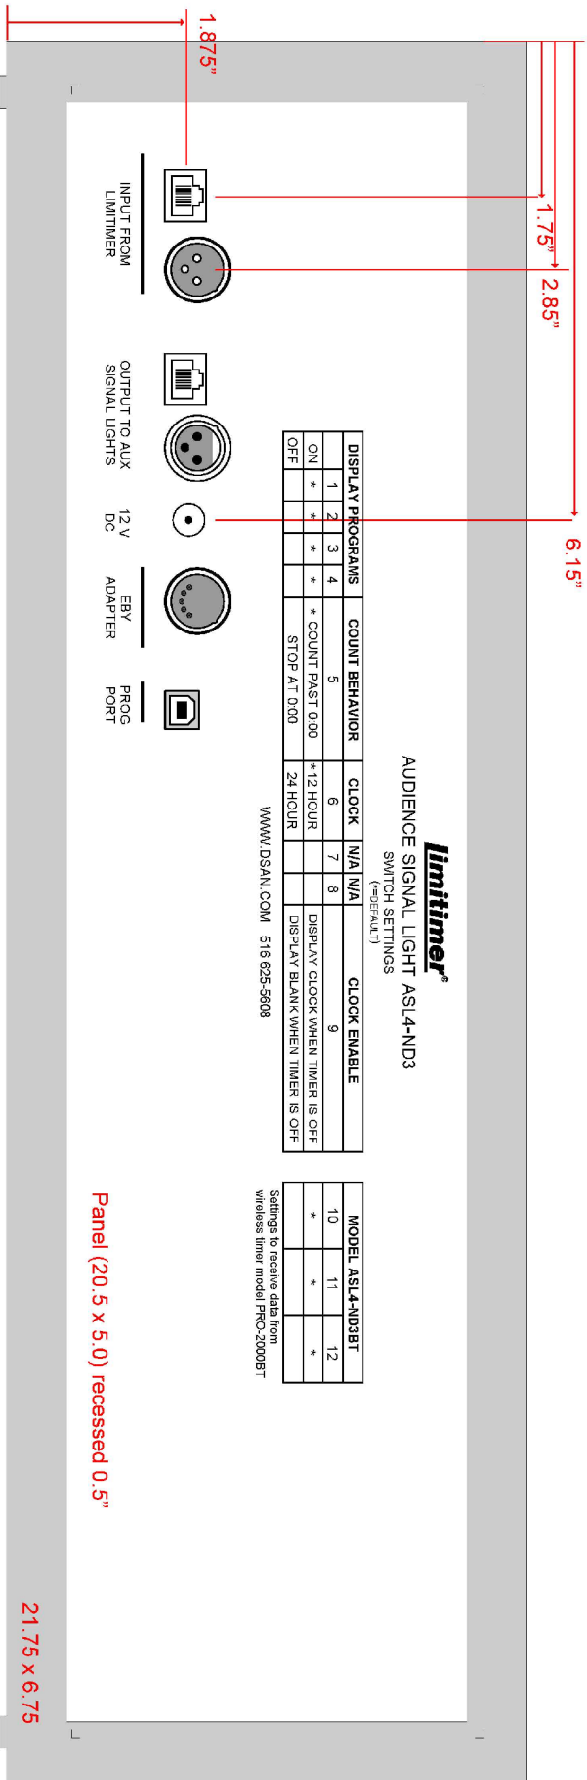 1.75"
2.85"
6.15"
1.875"
limitimer®
AUDIENCE SIGNAL LIGHT ASL4-ND3
SWITCH SETTINGS
(*=DEFAULT)
DISPLAY PROGRAMS COUNT BEHAVIOR CLOCK N/A N/A CLOCK ENABLE
1 2 3 4 5 6 7 8 9
ON * * * * * COUNT PAST 0:00 *12 HOUR DISPLAY CLOCK WHEN TIMER IS OFF
OFF STOP AT 0:00 24 HOUR DISPLAY BLANK WHEN TIMER IS OFF
MODEL ASL4-ND3BT
10 11 12
* * *
Settings to receive data from
wireless timer model PRO-2000BT
WWW.DSAN.COM 516 625-5608
INPUT FROM
LIMITIMER
OUTPUT TO AUX
SIGNAL LIGHTS
12 V
DC
EBY
ADAPTER
PROG
PORT
Panel (20.5 x 5.0) recessed 0.5"
21.75 x 6.75